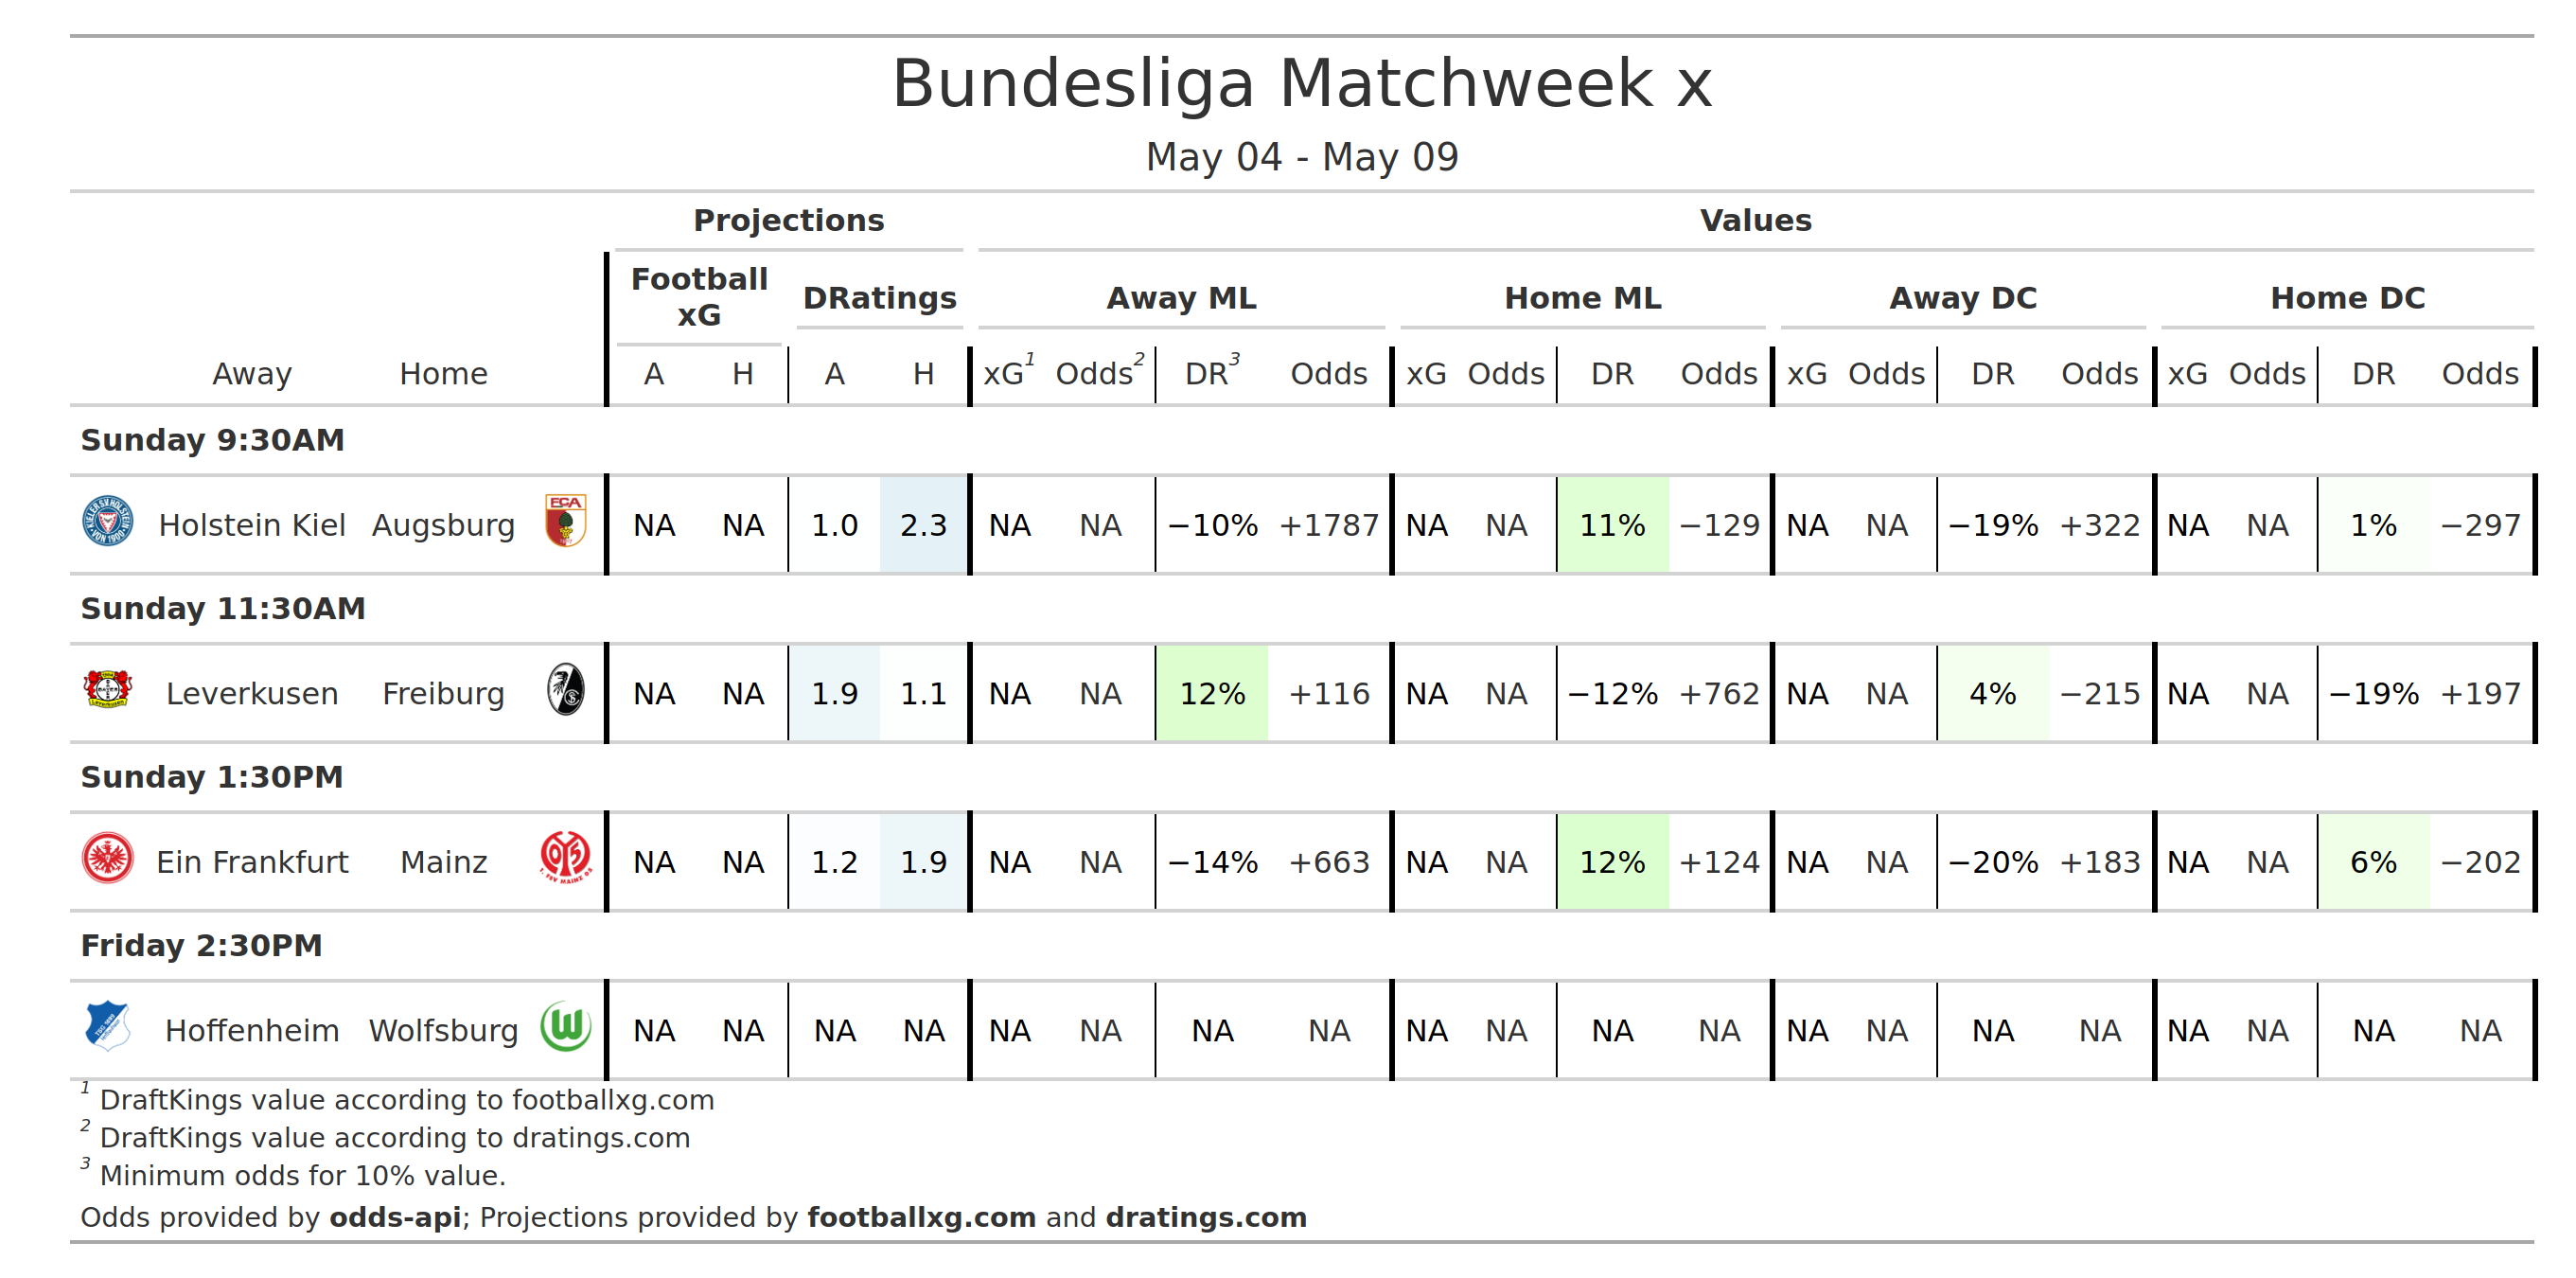 Bundesliga Matchweek x
May 04 - May 09
Projections Values
Football xG DRatings Away ML Home ML Away DC Home DC
Away Home A H A H xG1 Odds2 DR3 Odds xG Odds DR Odds xG Odds DR Odds xG Odds DR Odds
Sunday 9:30AM
Holstein Kiel Augsburg FCA NA NA 1.0 2.3 NA NA −10% +1787 NA NA 11% −129 NA NA −19% +322 NA NA 1% −297
Sunday 11:30AM
Leverkusen Freiburg NA NA 1.9 1.1 NA NA 12% +116 NA NA −12% +762 NA NA 4% −215 NA NA −19% +197
Sunday 1:30PM
Ein Frankfurt Mainz 1. FSV MAINZ 05 NA NA 1.2 1.9 NA NA −14% +663 NA NA 12% +124 NA NA −20% +183 NA NA 6% −202
Friday 2:30PM
Hoffenheim Wolfsburg NA NA NA NA NA NA NA NA NA NA NA NA NA NA NA NA NA NA NA NA
1 DraftKings value according to footballxg.com
2 DraftKings value according to dratings.com
3 Minimum odds for 10% value.
Odds provided by odds-api; Projections provided by footballxg.com and dratings.com